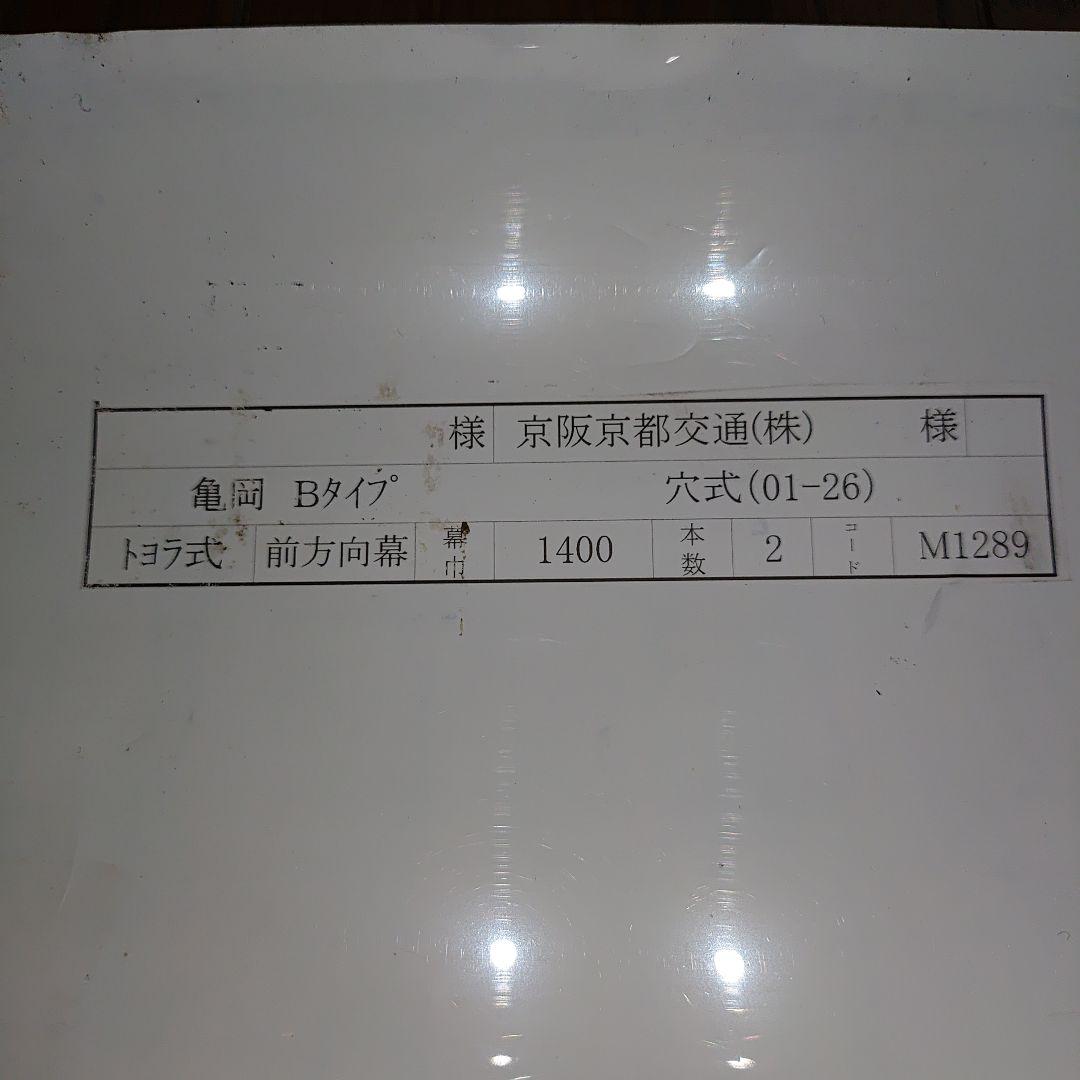 様 京阪京都交通(株) 様
亀岡 Bﾀｲﾌﾟ 穴式(01-26)
ﾄﾖﾗ式 前方向幕 幕巾 1400 本数 2 コード M1289